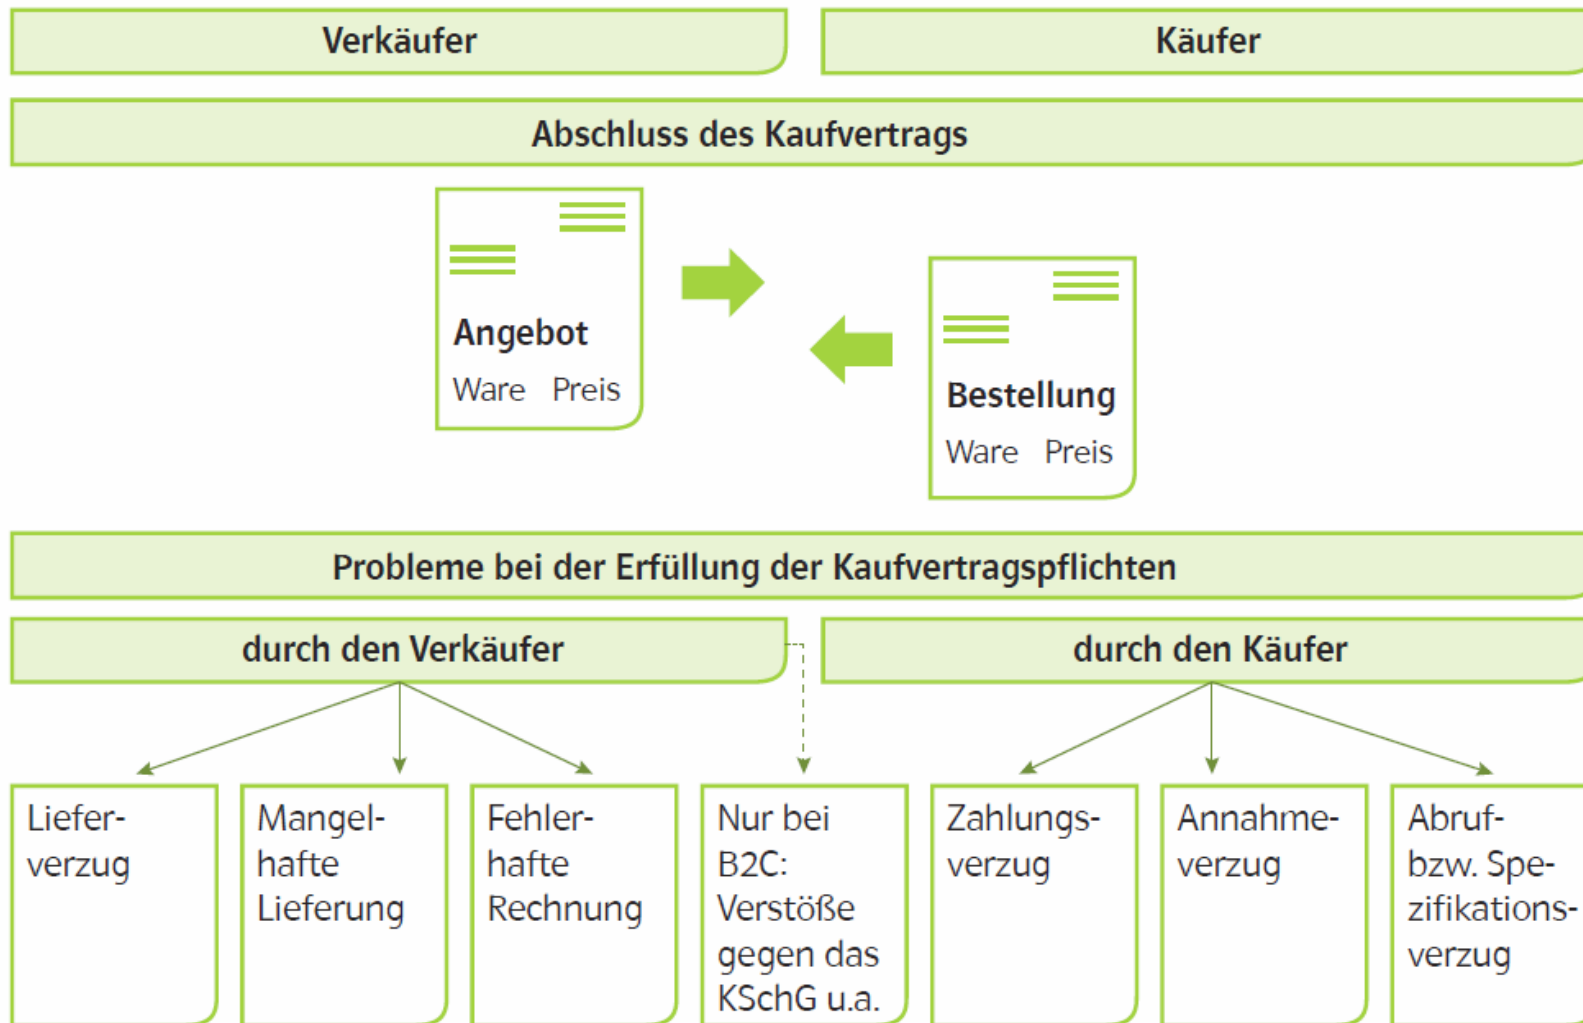 Verkäufer
Käufer
Abschluss des Kaufvertrags
Angebot
Ware Preis
Bestellung
Ware Preis
Probleme bei der Erfüllung der Kaufvertragspflichten
durch den Verkäufer
durch den Käufer
Liefer-
verzug
Mangel-
hafte
Lieferung
Fehler-
hafte
Rechnung
Nur bei
B2C:
Verstöße
gegen das
KSchG u.a.
Zahlungs-
verzug
Annahme-
verzug
Abruf-
bzw. Spe-
zifikations-
verzug